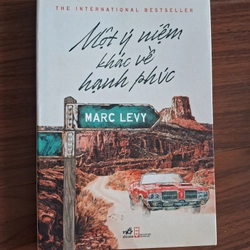 THE INTERNATIONAL BESTSELLER
Một ý niệm
khác về
hạnh phúc
MARC LEVY